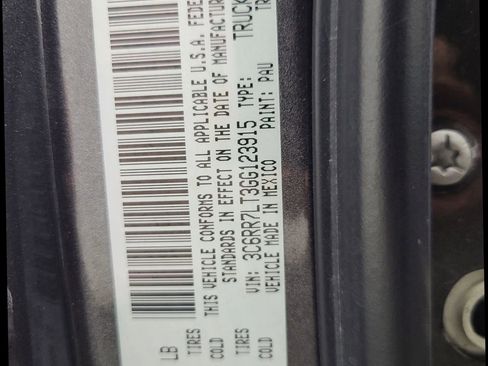 LB
TIRES
COLD
TIRES
COLD
THIS VEHICLE CONFORMS TO ALL APPLICABLE U.S.A. FEDE
STANDARDS IN EFFECT ON THE DATE OF MANUFACTUR
VIN: 3C6RR7LT3GG123915 TYPE: TRUCK
VEHICLE MADE IN MEXICO PAINT: PAU